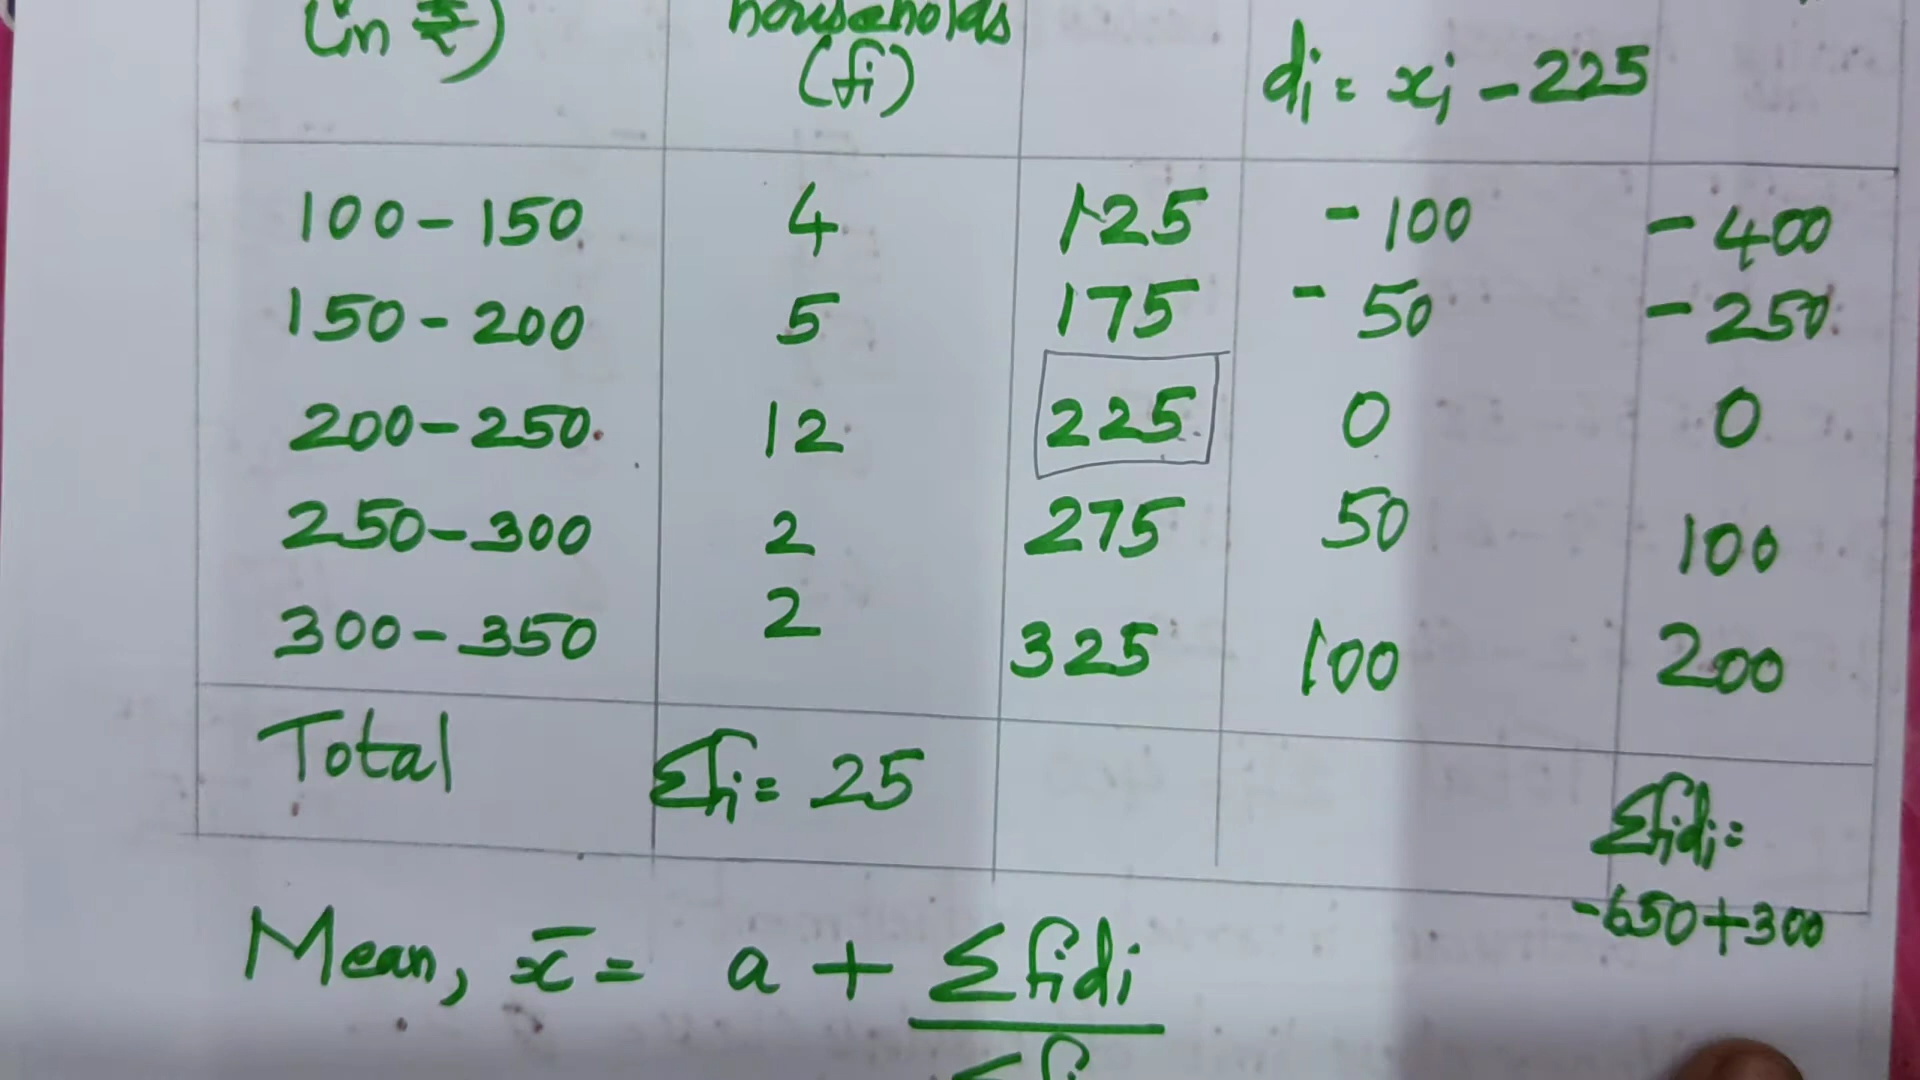 (in ₹) households
(fi) di = xi - 225
100 - 150 4 125 - 100 - 400
150 - 200 5 175 - 50 - 250
200 - 250 12 225 0 0
250 - 300 2 275 50 100
300 - 350 2 325 100 200
Total Σfi = 25 Σfidi =
-650+300
Mean, x̄ = a + Σfidi
Σf